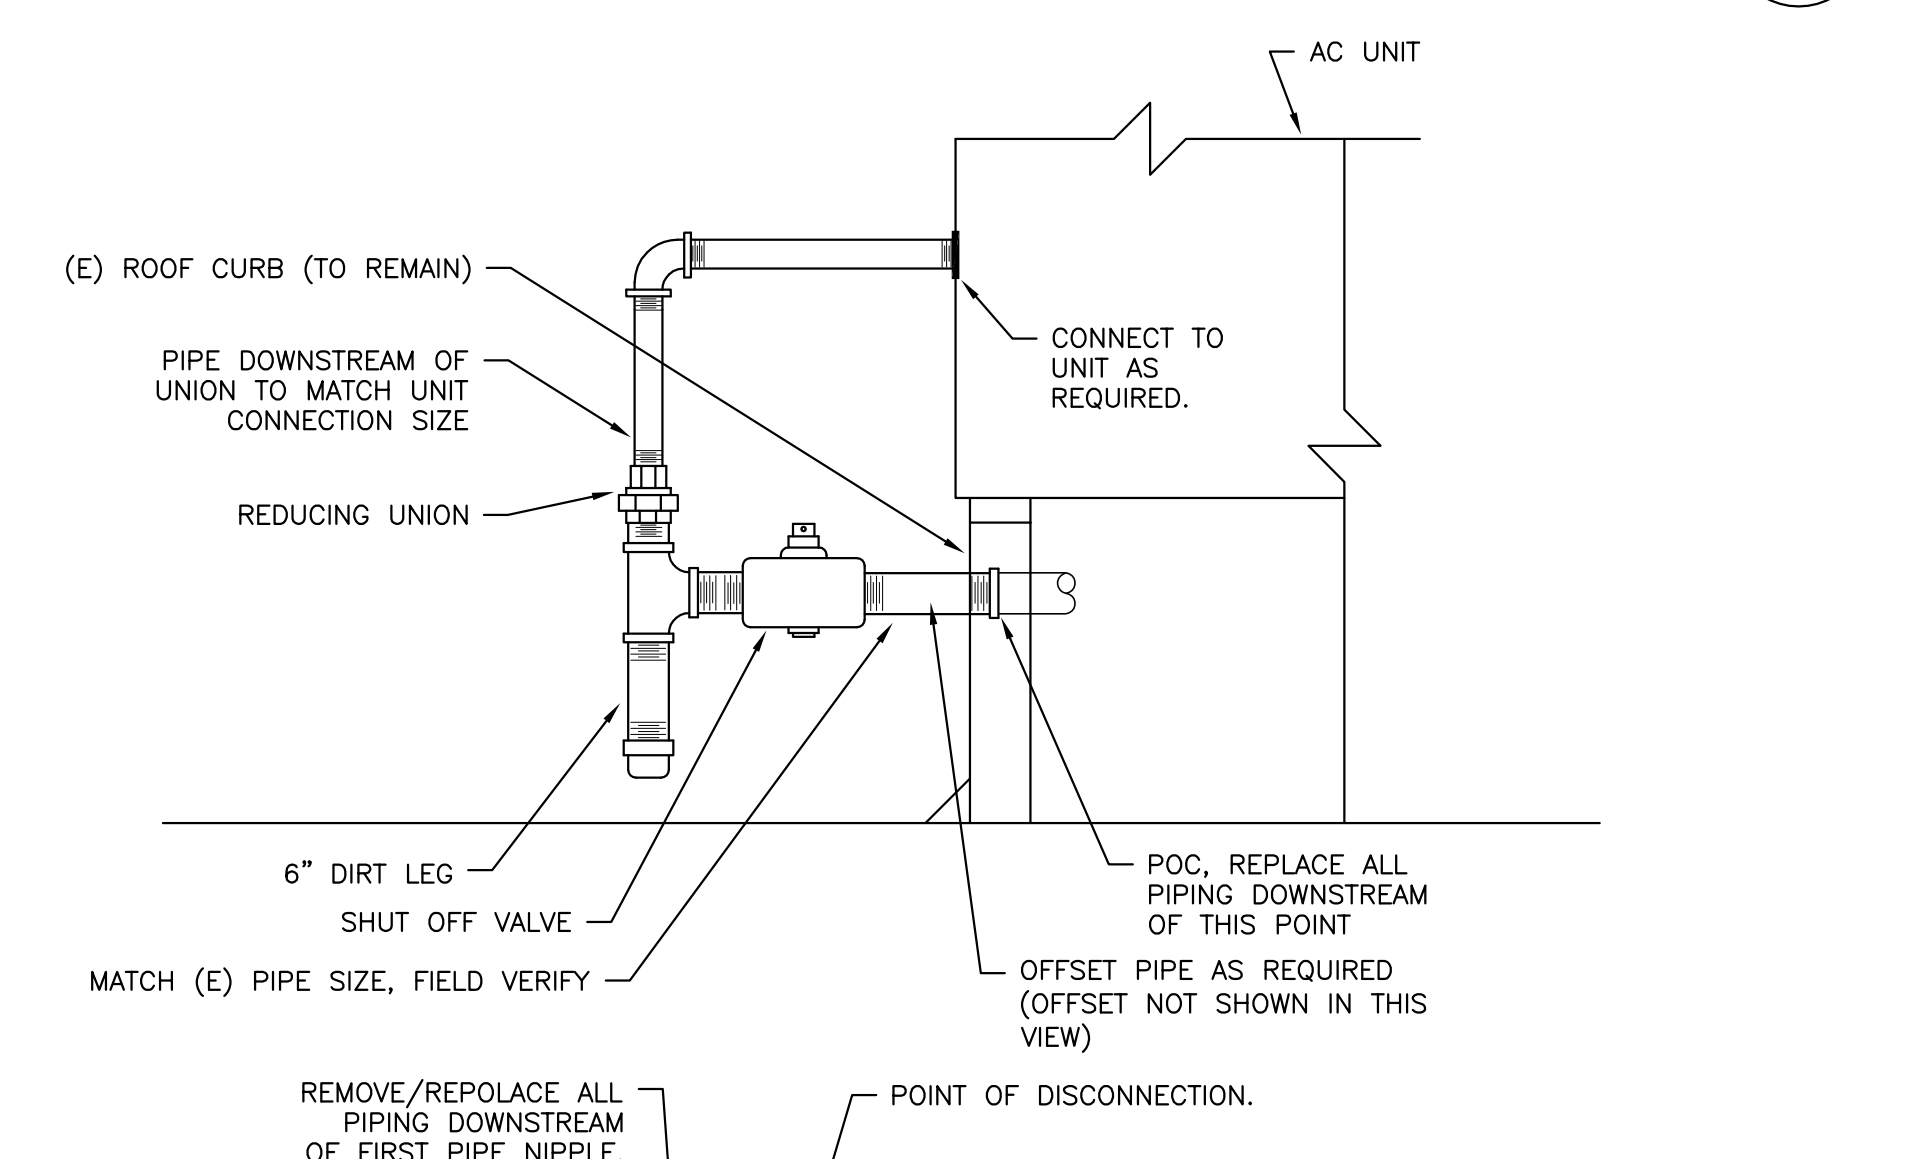 AC UNIT
(E) ROOF CURB (TO REMAIN)
CONNECT TO
UNIT AS
REQUIRED.
PIPE DOWNSTREAM OF
UNION TO MATCH UNIT
CONNECTION SIZE
REDUCING UNION
6” DIRT LEG
SHUT OFF VALVE
MATCH (E) PIPE SIZE, FIELD VERIFY
POC, REPLACE ALL
PIPING DOWNSTREAM
OF THIS POINT
OFFSET PIPE AS REQUIRED
(OFFSET NOT SHOWN IN THIS
VIEW)
REMOVE/REPOLACE ALL
PIPING DOWNSTREAM
OF FIRST PIPE NIPPLE.
POINT OF DISCONNECTION.